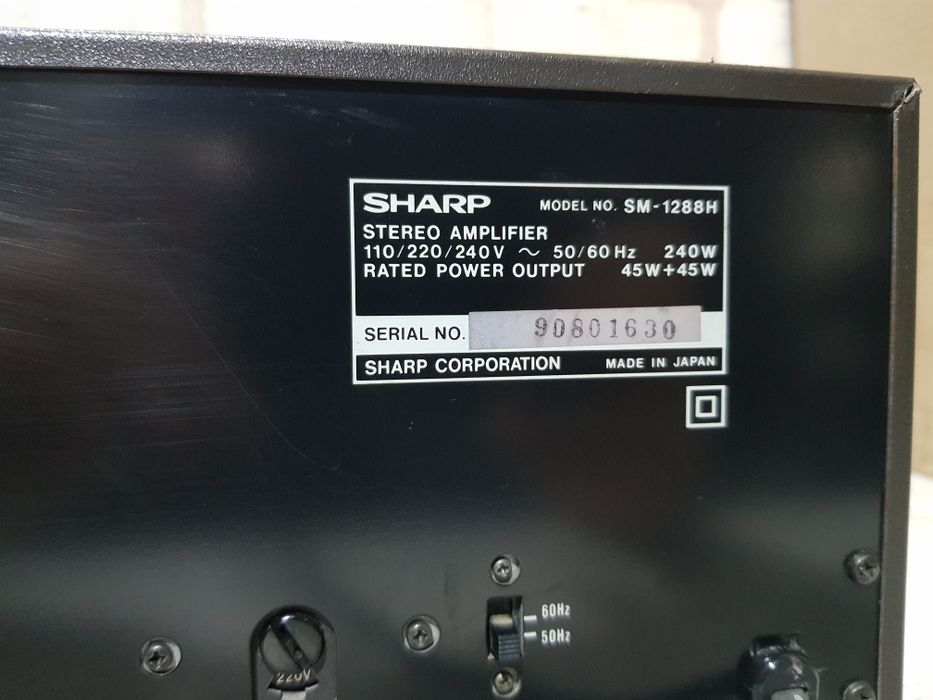 SHARP MODEL NO. SM-1288H
STEREO AMPLIFIER
110/220/240V ~ 50/60Hz 240W
RATED POWER OUTPUT 45W+45W
SERIAL NO. 90801630
SHARP CORPORATION MADE IN JAPAN
60Hz
50Hz
220V